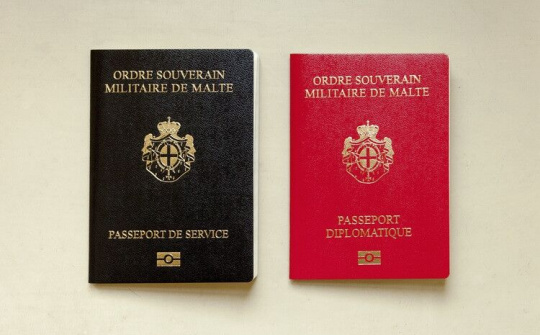 ORDRE SOUVERAIN
MILITAIRE DE MALTE
PASSEPORT DE SERVICE
ORDRE SOUVERAIN
MILITAIRE DE MALTE
PASSEPORT
DIPLOMATIQUE